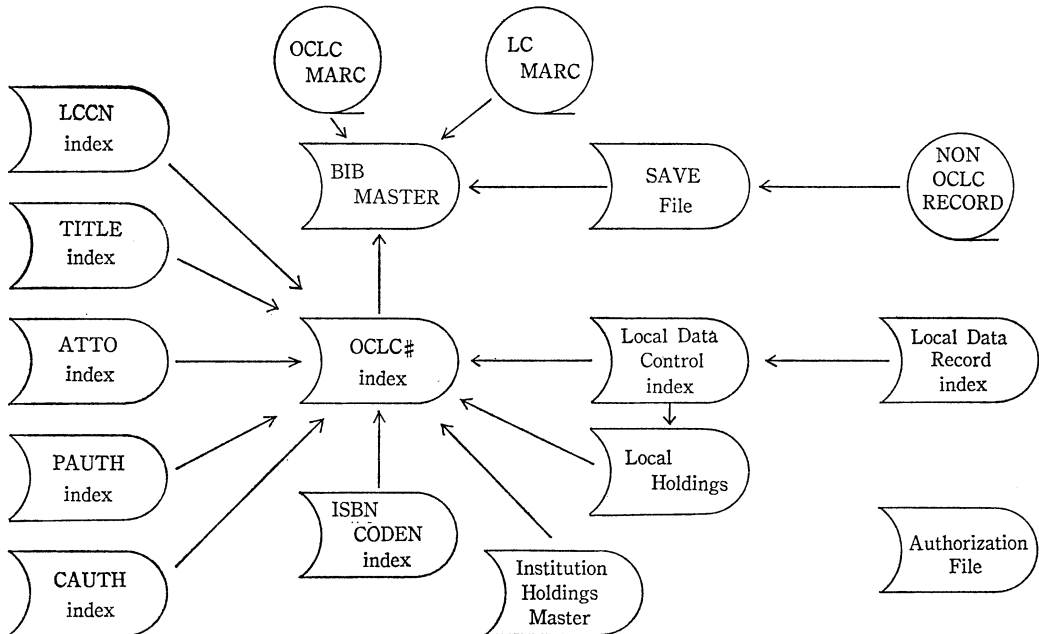 OCLC
MARC
LC
MARC
LCCN
index
BIB
MASTER
SAVE
File
NON
OCLC
RECORD
TITLE
index
ATTO
index
OCLC#
index
Local Data
Control
index
Local Data
Record
index
PAUTH
index
ISBN
CODEN
index
Local
Holdings
CAUTH
index
Institution
Holdings
Master
Authorization
File